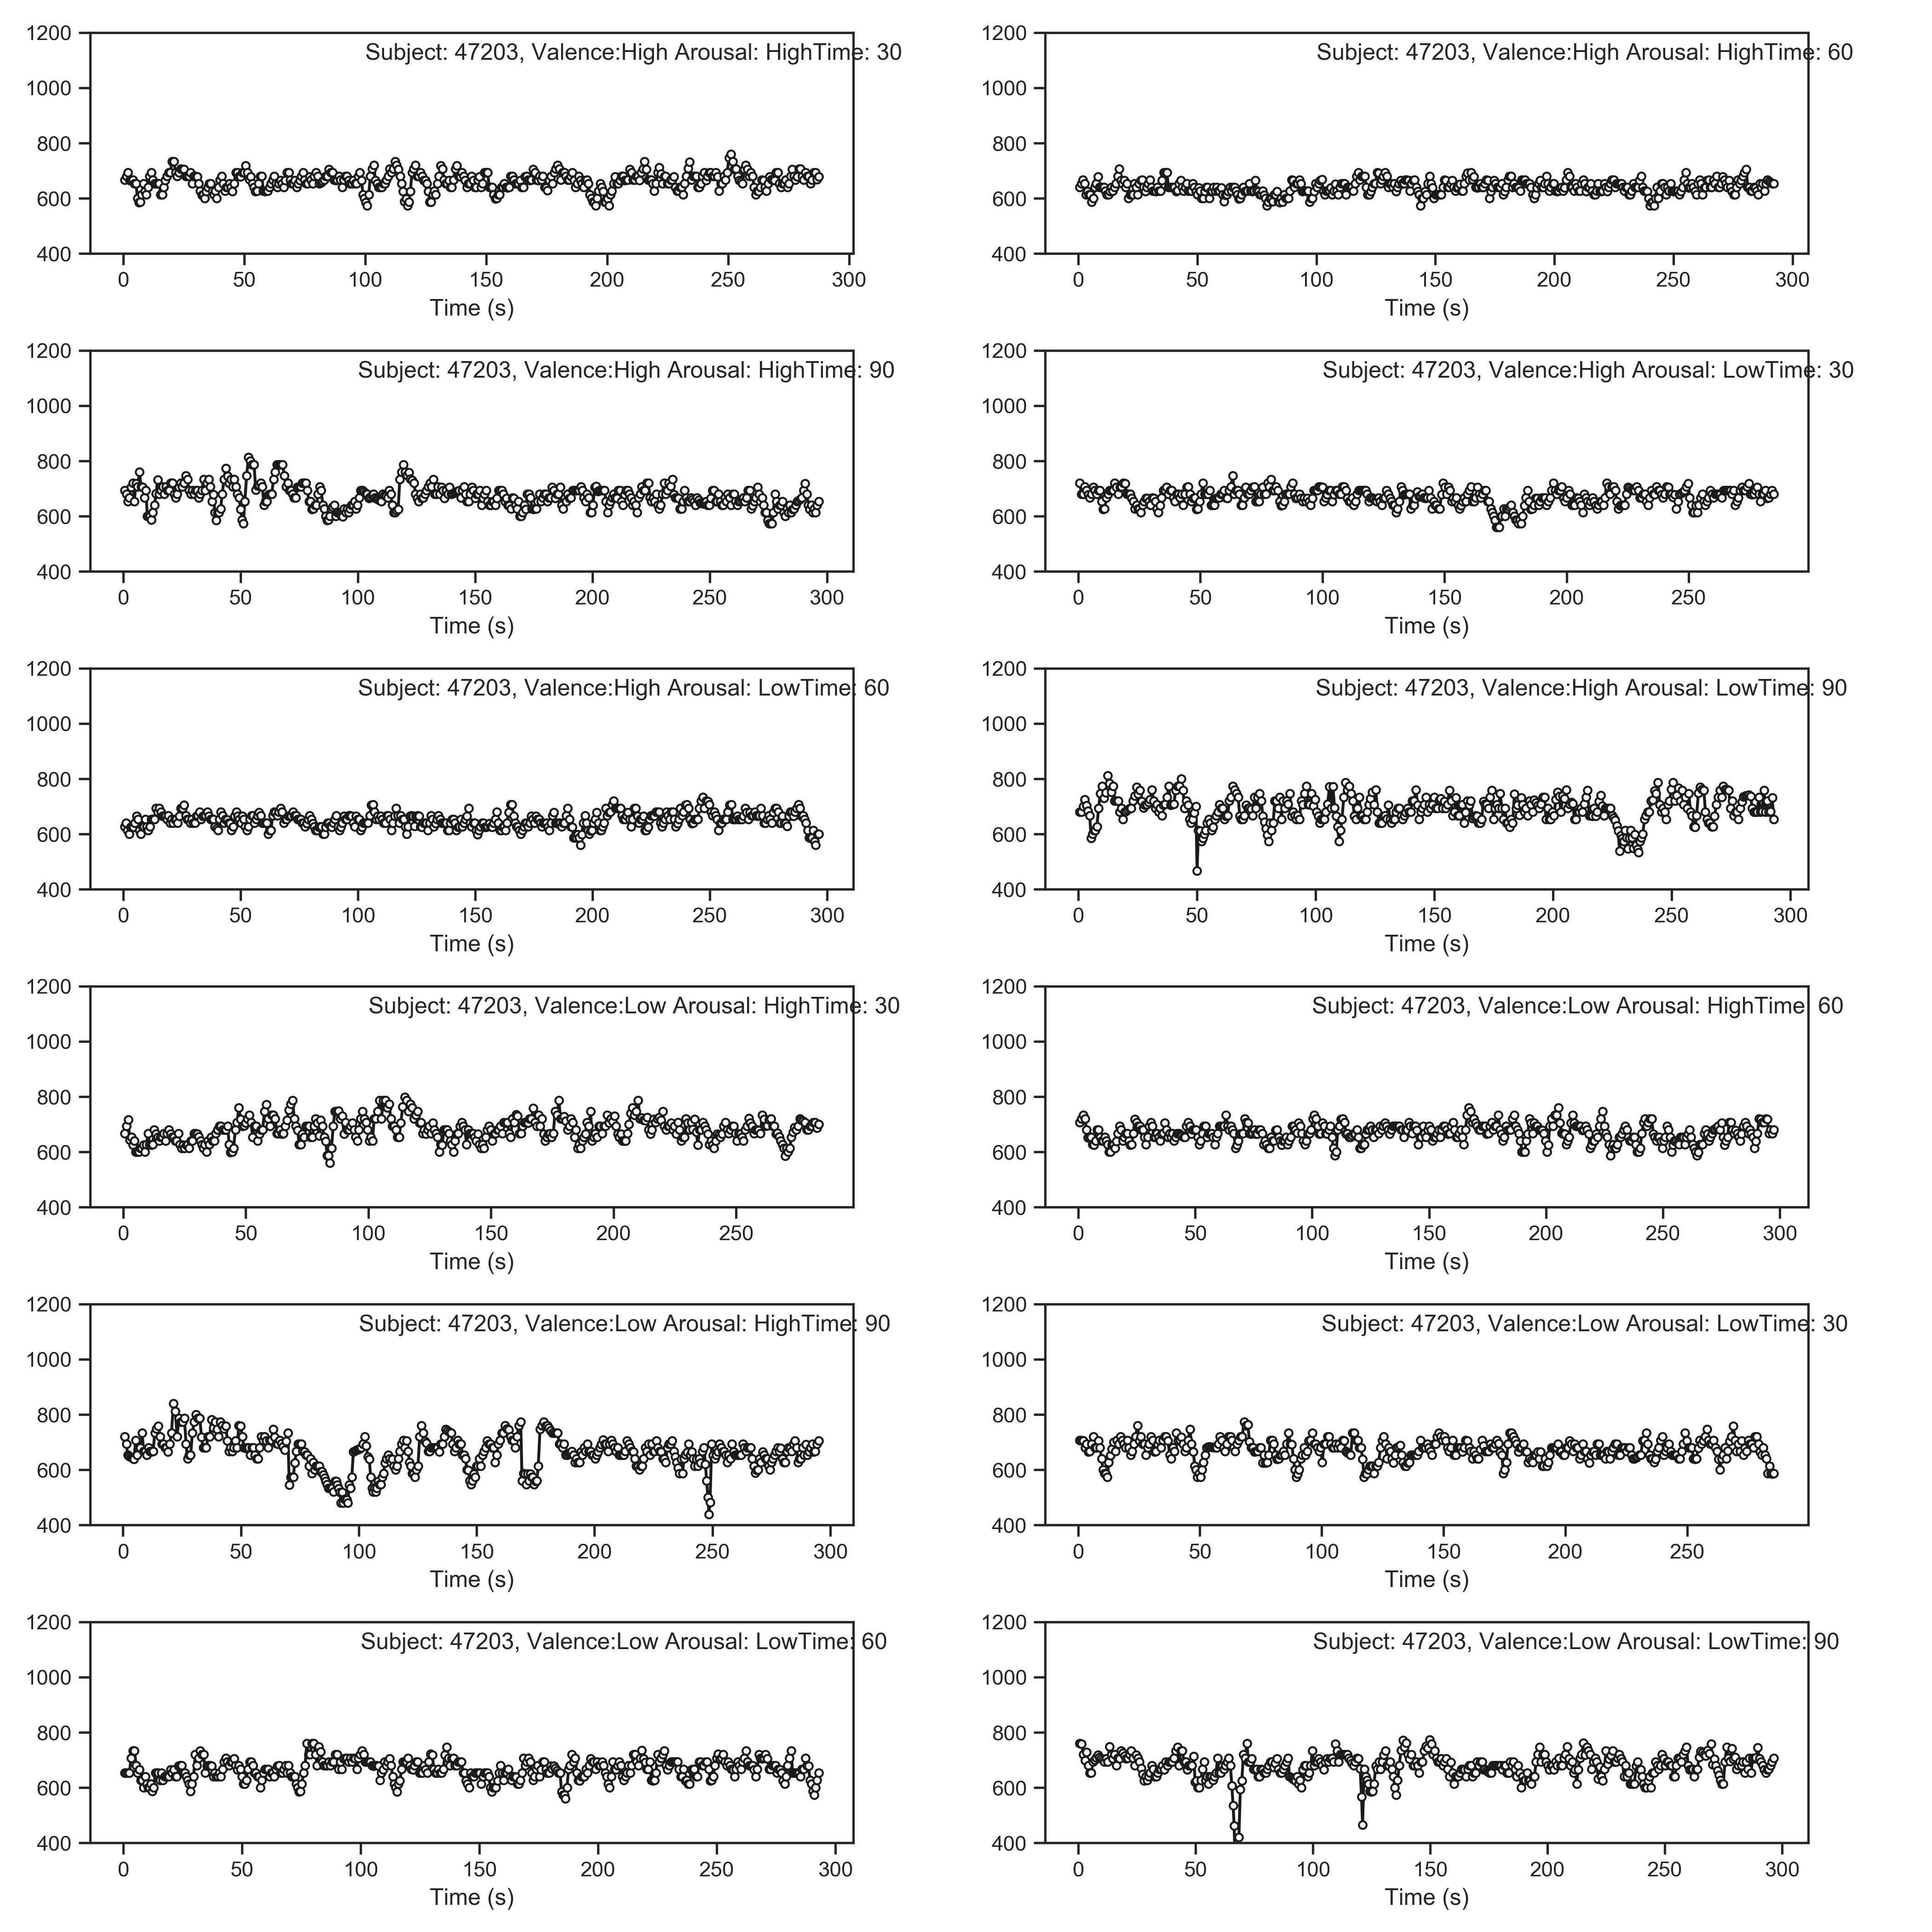 Subject: 47203, Valence:High Arousal: HighTime: 30
1200
1000
800
600
400
0 50 100 150 200 250 300
Time (s)
Subject: 47203, Valence:High Arousal: HighTime: 60
1200
1000
800
600
400
0 50 100 150 200 250 300
Time (s)
Subject: 47203, Valence:High Arousal: HighTime: 90
1200
1000
800
600
400
0 50 100 150 200 250 300
Time (s)
Subject: 47203, Valence:High Arousal: LowTime: 30
1200
1000
800
600
400
0 50 100 150 200 250
Time (s)
Subject: 47203, Valence:High Arousal: LowTime: 60
1200
1000
800
600
400
0 50 100 150 200 250 300
Time (s)
Subject: 47203, Valence:High Arousal: LowTime: 90
1200
1000
800
600
400
0 50 100 150 200 250 300
Time (s)
Subject: 47203, Valence:Low Arousal: HighTime: 30
1200
1000
800
600
400
0 50 100 150 200 250
Time (s)
Subject: 47203, Valence:Low Arousal: HighTime: 60
1200
1000
800
600
400
0 50 100 150 200 250 300
Time (s)
Subject: 47203, Valence:Low Arousal: HighTime: 90
1200
1000
800
600
400
0 50 100 150 200 250 300
Time (s)
Subject: 47203, Valence:Low Arousal: LowTime: 30
1200
1000
800
600
400
0 50 100 150 200 250
Time (s)
Subject: 47203, Valence:Low Arousal: LowTime: 60
1200
1000
800
600
400
0 50 100 150 200 250 300
Time (s)
Subject: 47203, Valence:Low Arousal: LowTime: 90
1200
1000
800
600
400
0 50 100 150 200 250 300
Time (s)